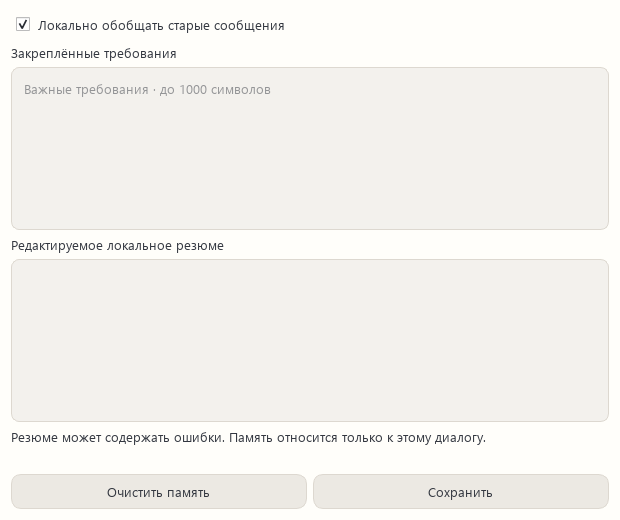 Локально обобщать старые сообщения
Закреплённые требования
Важные требования · до 1000 символов
Редактируемое локальное резюме
Резюме может содержать ошибки. Память относится только к этому диалогу.
Очистить память
Сохранить